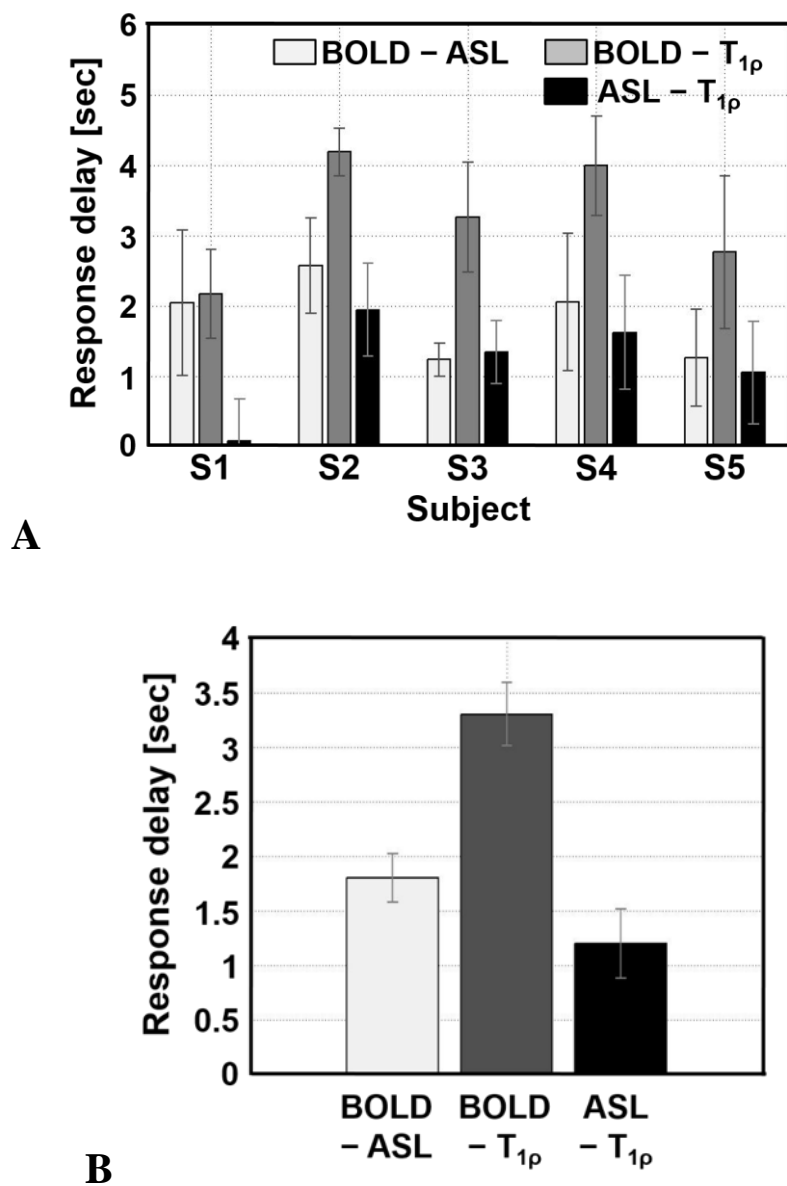 6
BOLD – ASL
BOLD – T1ρ
ASL – T1ρ
5
4
3
2
1
0
Response delay [sec]
S1 S2 S3 S4 S5
Subject
A
4
3.5
3
2.5
2
1.5
1
0.5
0
Response delay [sec]
BOLD BOLD ASL
– ASL – T1ρ – T1ρ
B